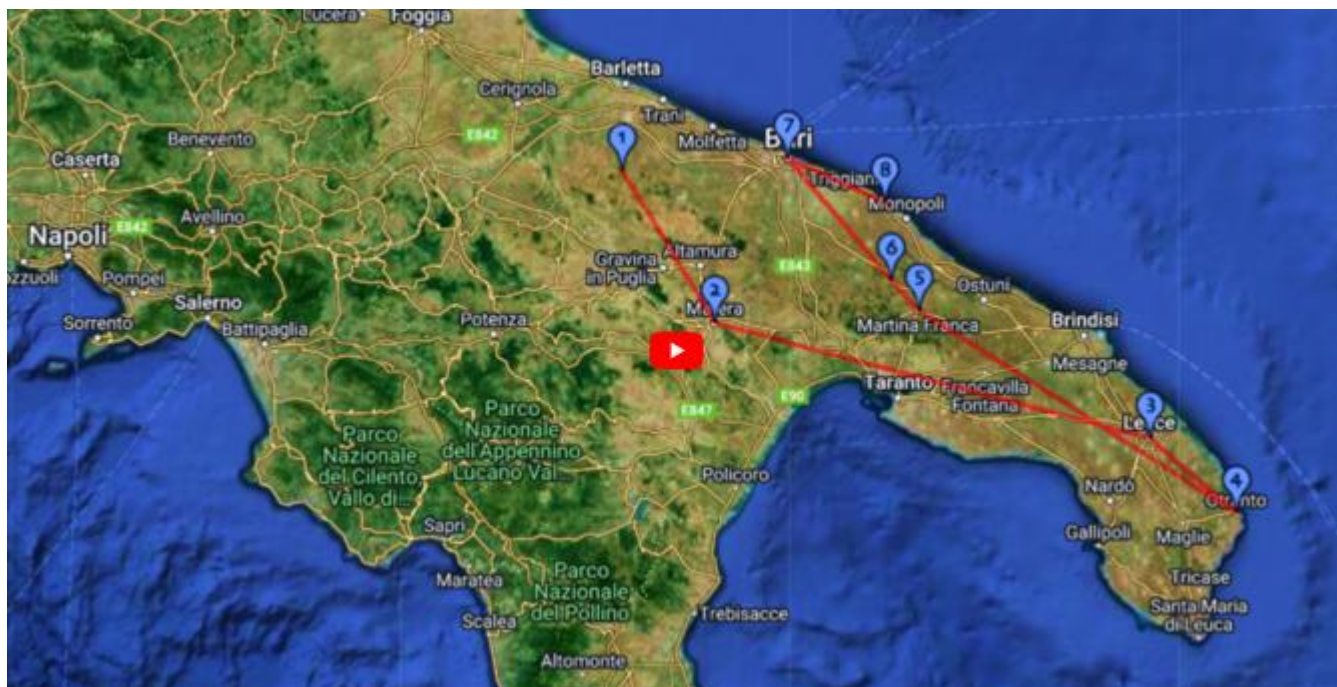 Lucera
Foggia
Barletta
Cerignola
Trani
E842
Molfetta
Bari
7
1
Benevento
Caserta
8
Monopoli
Avellino
E842
Napoli
6
Gravina
in Puglia
Altamura
E843
Pompei
2
Matera
5
Ostuni
Salerno
Sorrento
Battipaglia
Potenza
Martina Franca
Brindisi
Mesagne
Taranto
Francavilla
Fontana
E90
E847
3
Lecce
Parco
Nazionale
dell'Appennino
Lucano Val...
Parco
Nazionale
del Cilento,
Vallo di...
Policoro
4
Otranto
Nardò
Sapri
Gallipoli
Maglie
Maratea
Parco
Nazionale
del Pollino
Tricase
Scalea
Trebisacce
Santa Maria
di Leuca
Altomonte